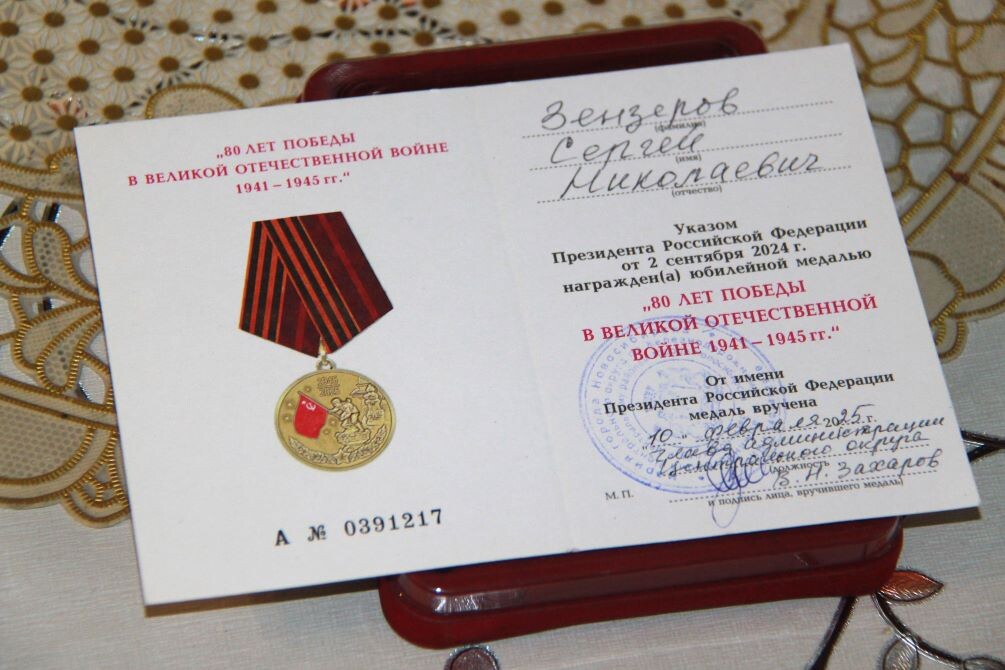 „80 ЛЕТ ПОБЕДЫ
В ВЕЛИКОЙ ОТЕЧЕСТВЕННОЙ ВОЙНЕ
1941 – 1945 гг.“
А № 0391217
Зензеров
(фамилия)
Сергей
(имя)
Николаевич
(отчество)
Указом
Президента Российской Федерации
от 2 сентября 2024 г.
награжден(а) юбилейной медалью
„80 ЛЕТ ПОБЕДЫ
В ВЕЛИКОЙ ОТЕЧЕСТВЕННОЙ
ВОЙНЕ 1941 – 1945 гг.“
От имени
Президента Российской Федерации
медаль вручена
„10“ февраля 2025 г.
Глава администрации
Центрального округа
(должность
В.Н. Захаров
М. П.
и подпись лица, вручившего медаль)